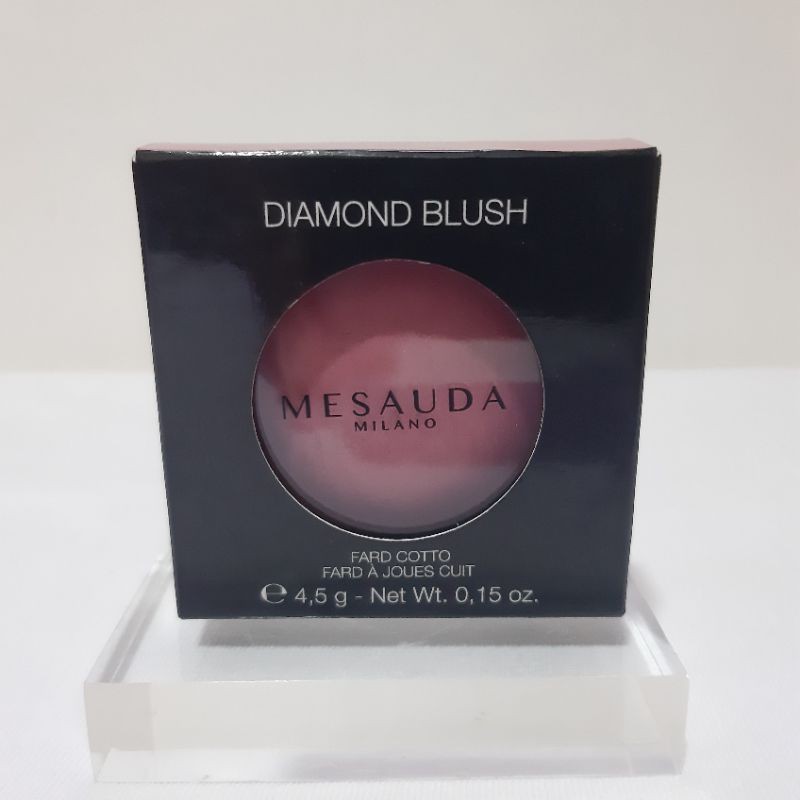 DIAMOND BLUSH
MESAUDA
MILANO
FARD COTTO
FARD À JOUES CUIT
℮ 4,5 g - Net Wt. 0,15 oz.